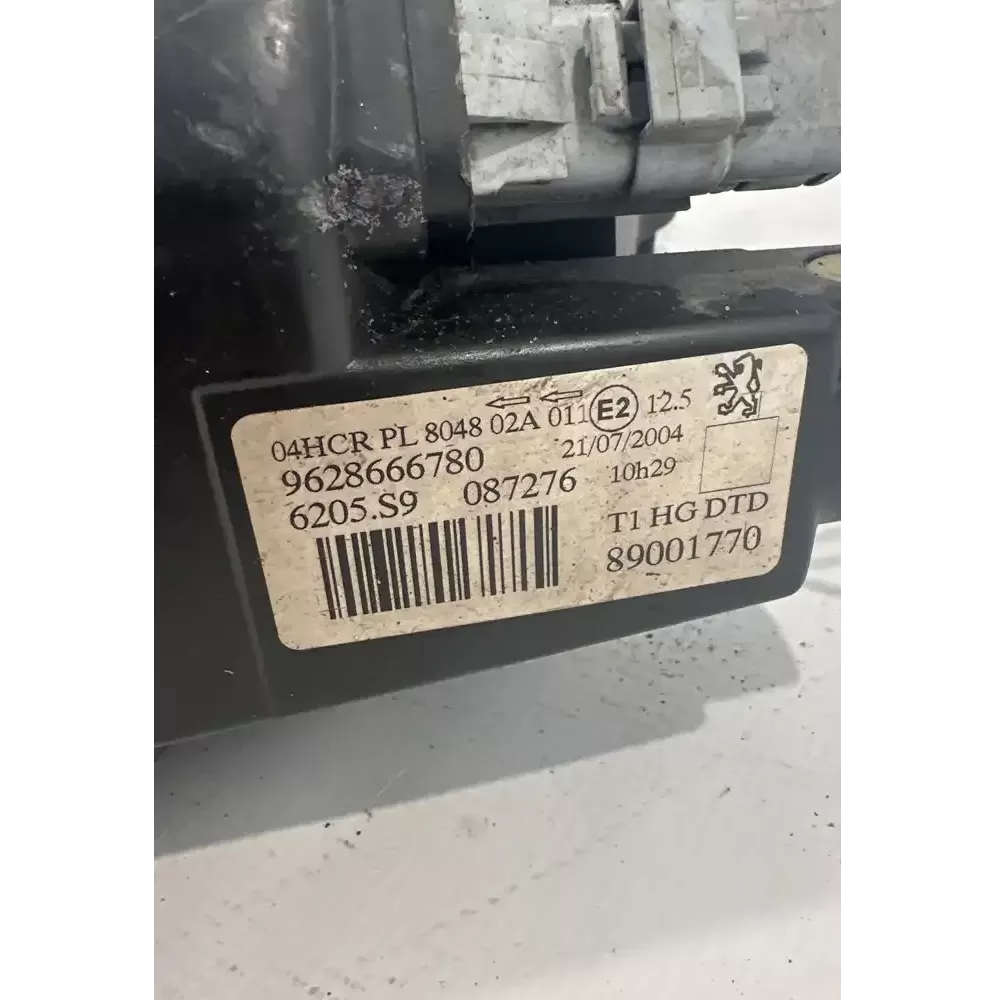 04HCR PL 8048 02A 011 E2 12.5
9628666780 21/07/2004
6205.S9 087276 10h29
T1 HG DTD
89001770